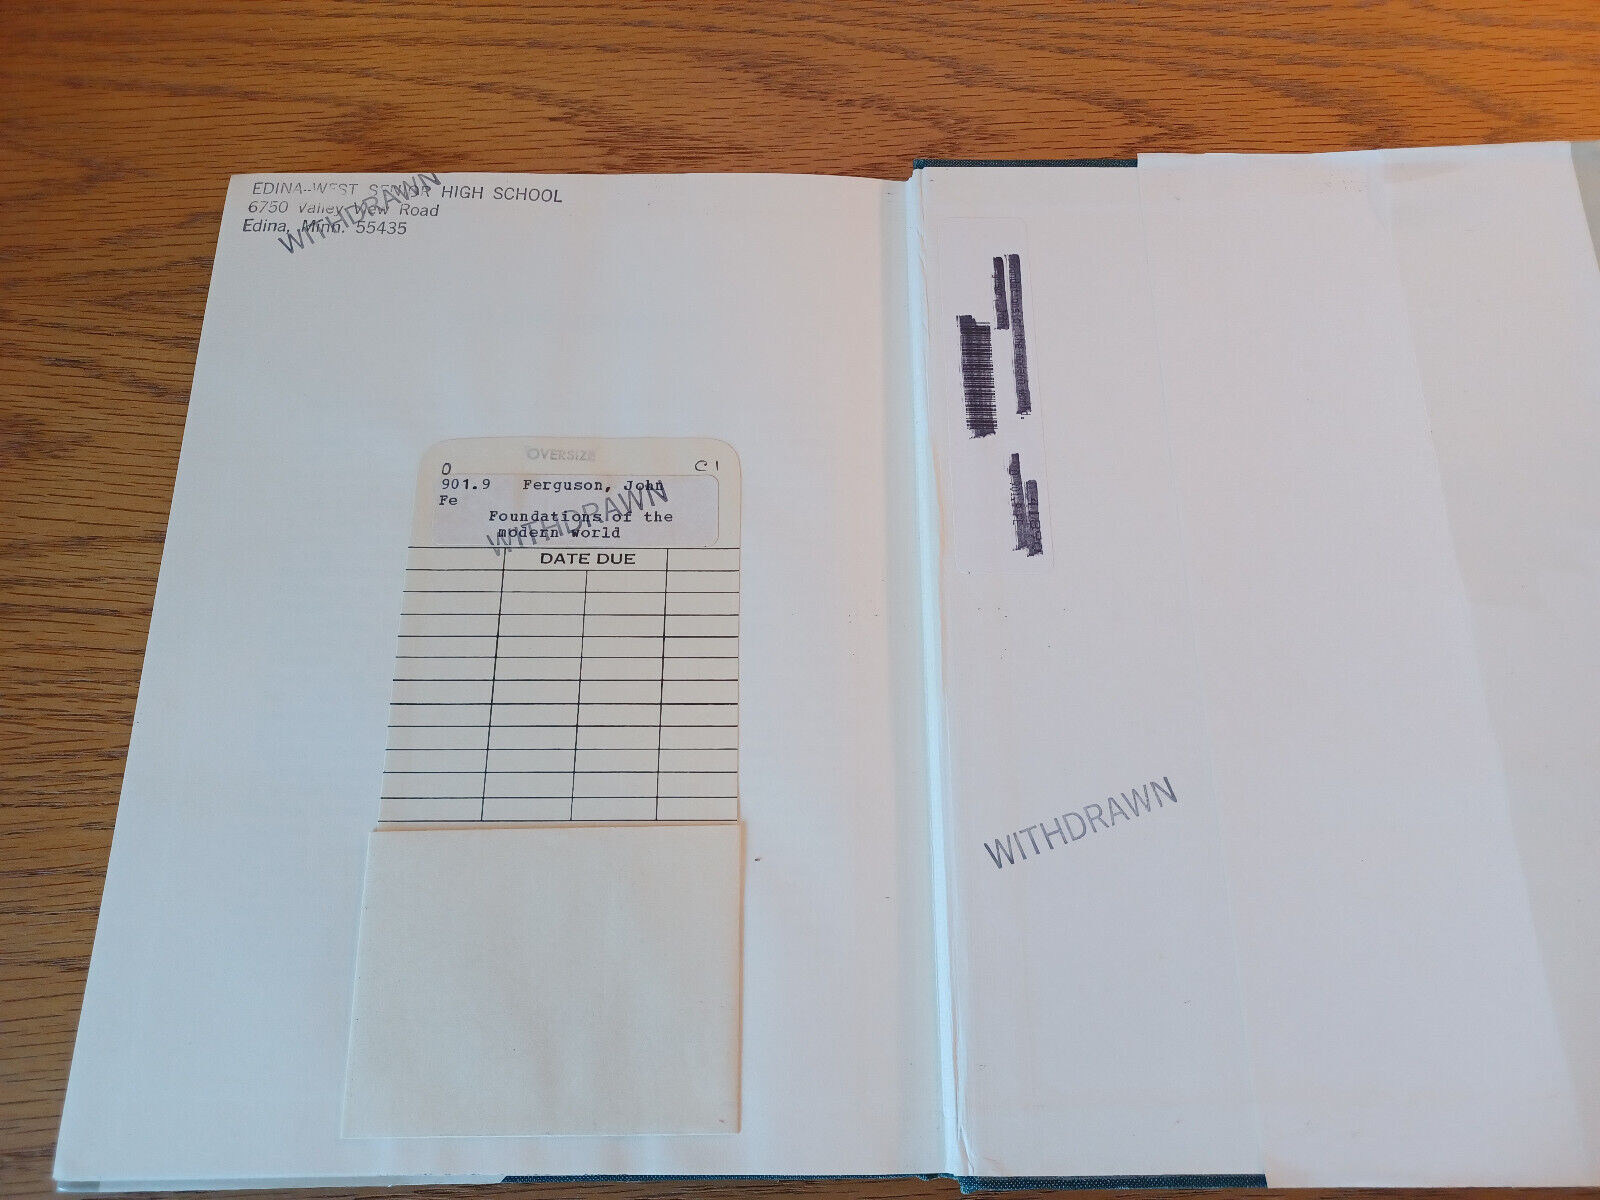 EDINA-WEST SENIOR HIGH SCHOOL
6750 Valley View Road
Edina, Minn. 55435
WITHDRAWN
OVERSIZE
O
C1
901.9 Ferguson, John
Fe
Foundations of the
modern world
WITHDRAWN
DATE DUE
WITHDRAWN